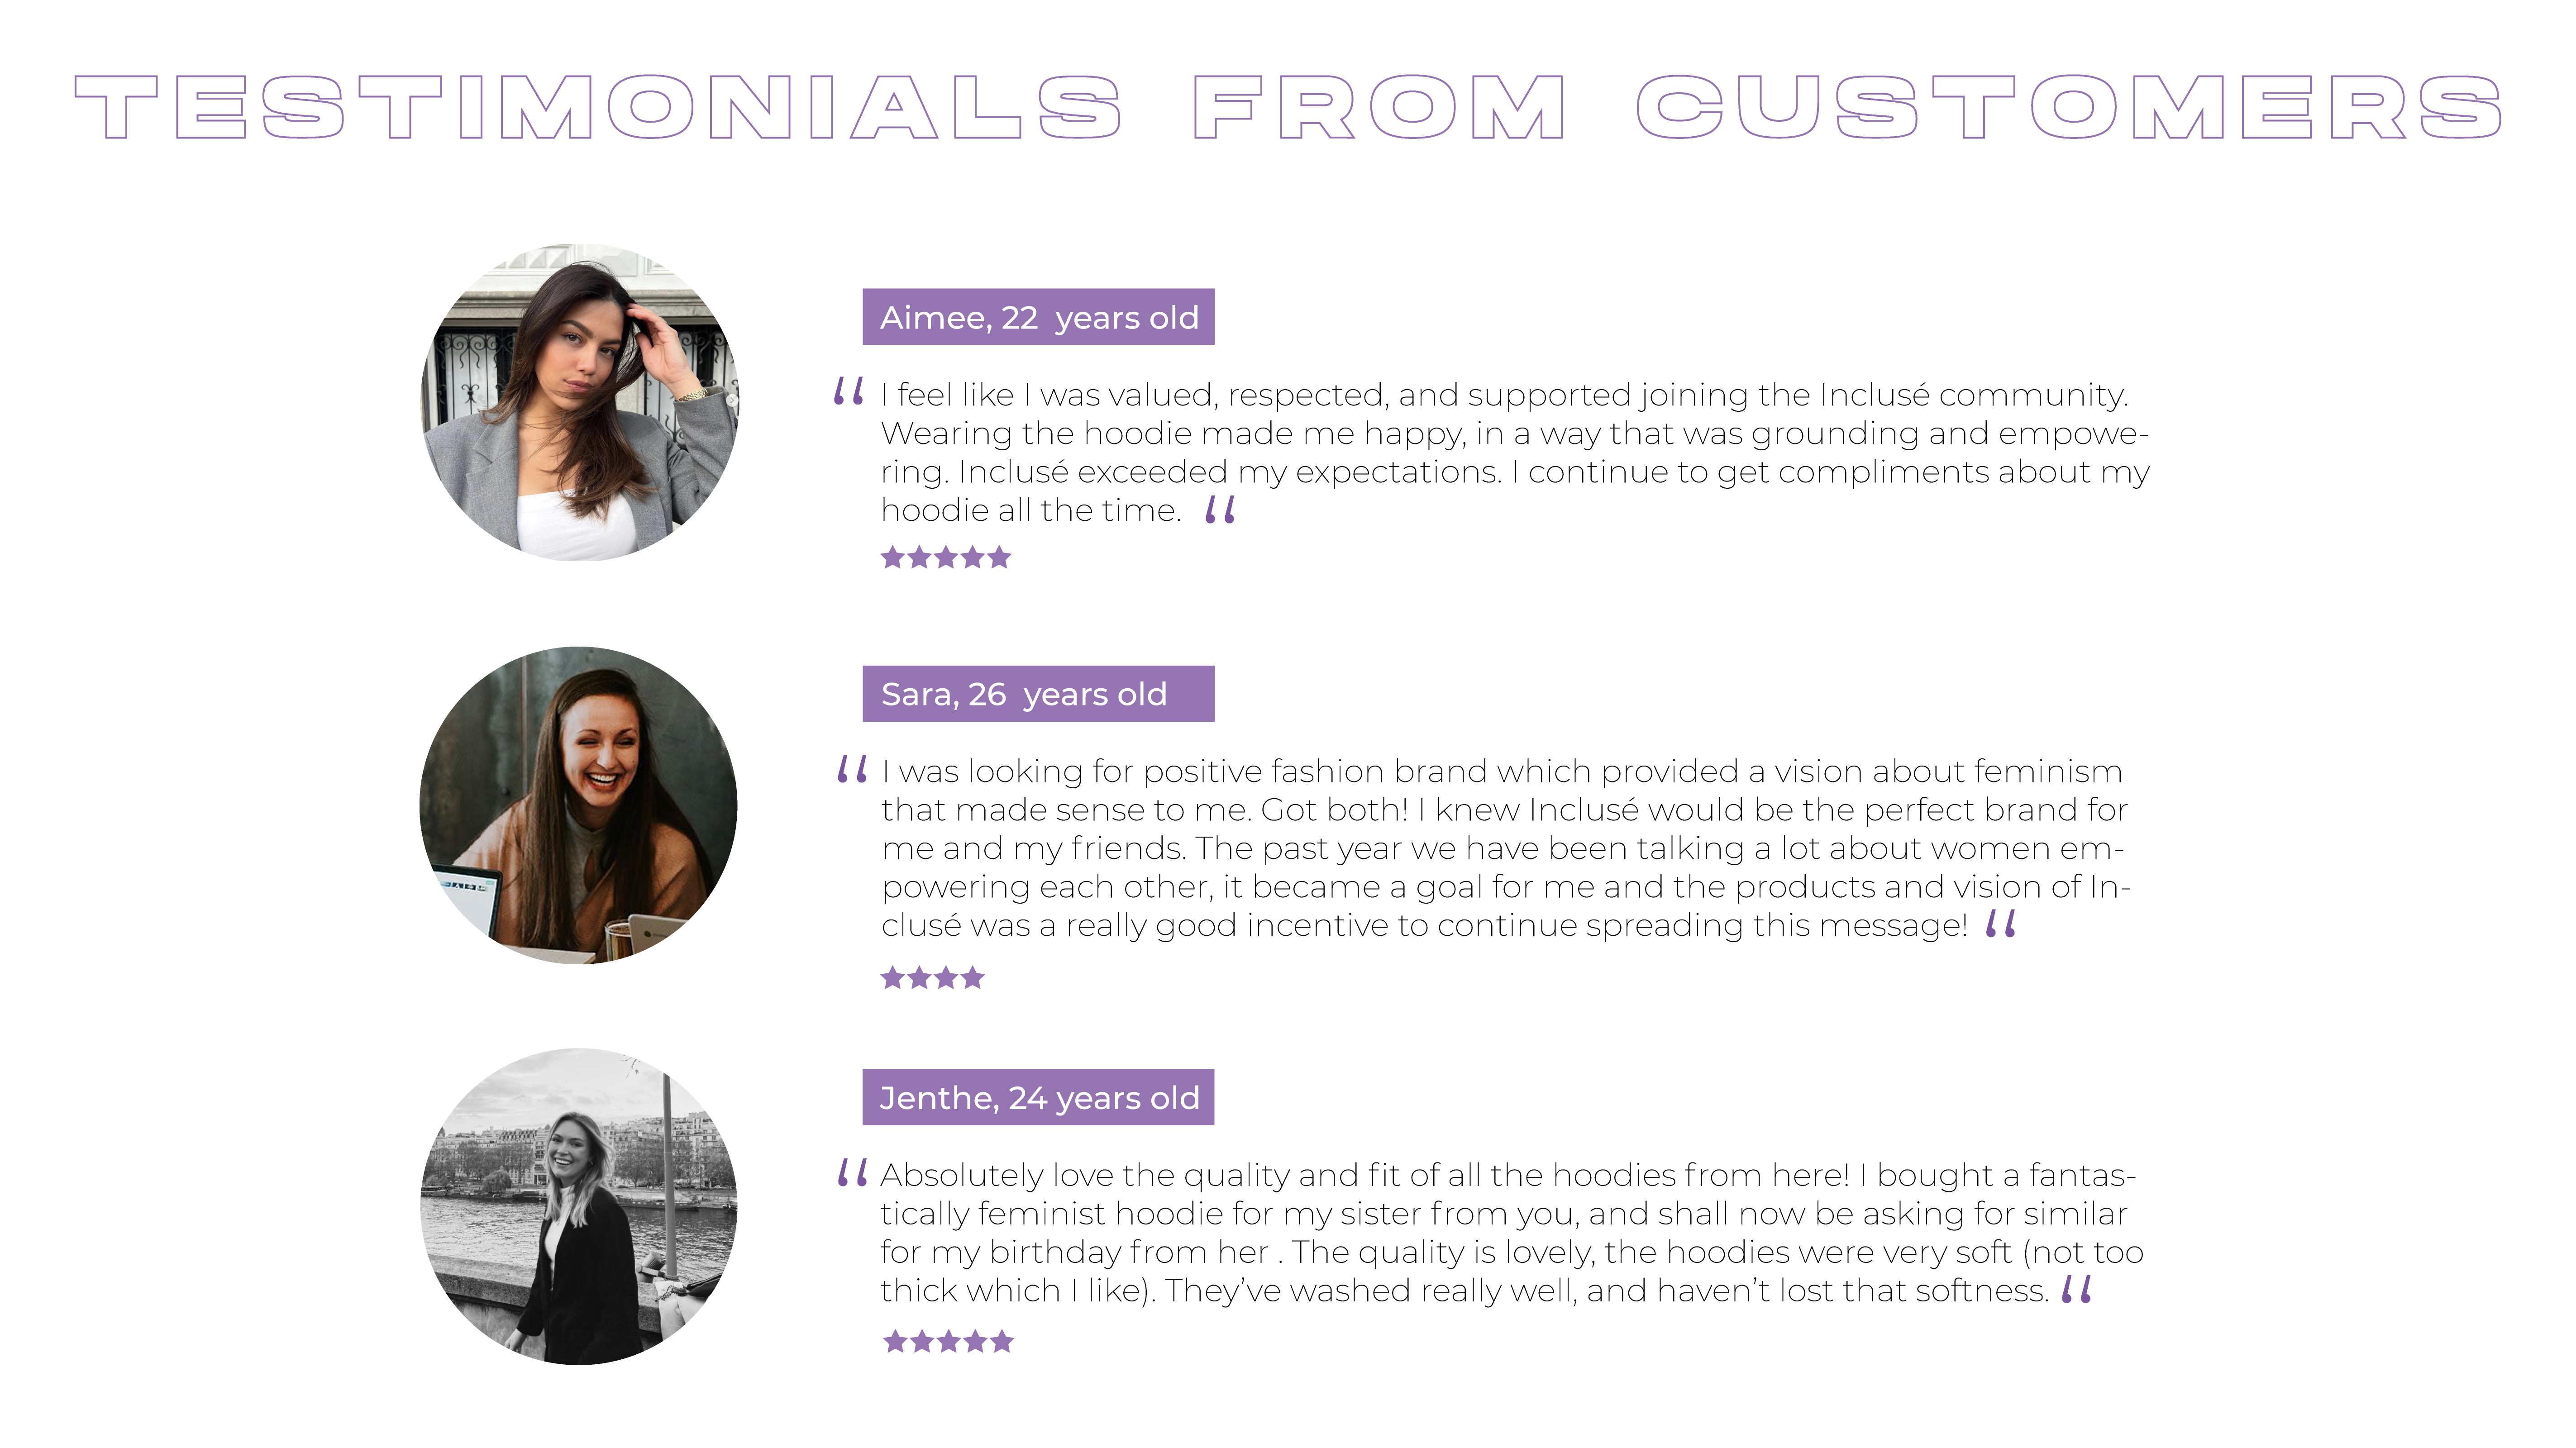 TESTIMONIALS FROM CUSTOMERS
Aimee, 22  years old
“ I feel like I was valued, respected, and supported joining the Inclusé community.
Wearing the hoodie made me happy, in a way that was grounding and empowe-
ring. Inclusé exceeded my expectations. I continue to get compliments about my
hoodie all the time. “
Sara, 26  years old
“ I was looking for positive fashion brand which provided a vision about feminism
that made sense to me. Got both! I knew Inclusé would be the perfect brand for
me and my friends. The past year we have been talking a lot about women em-
powering each other, it became a goal for me and the products and vision of In-
clusé was a really good incentive to continue spreading this message! “
Jenthe, 24 years old
“ Absolutely love the quality and fit of all the hoodies from here! I bought a fantas-
tically feminist hoodie for my sister from you, and shall now be asking for similar
for my birthday from her . The quality is lovely, the hoodies were very soft (not too
thick which I like). They’ve washed really well, and haven’t lost that softness. “